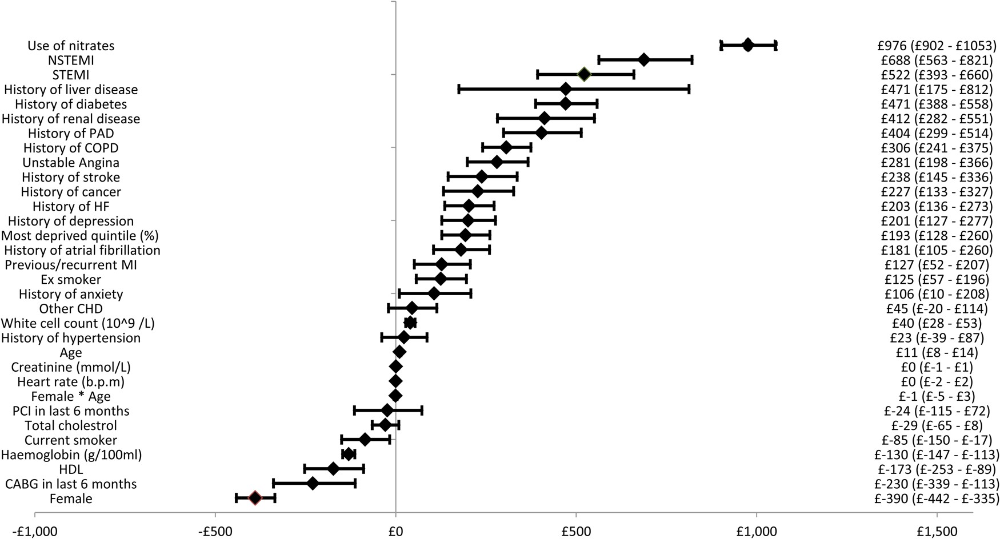 Use of nitrates £976 (£902 - £1053)
NSTEMI £688 (£563 - £821)
STEMI £522 (£393 - £660)
History of liver disease £471 (£175 - £812)
History of diabetes £471 (£388 - £558)
History of renal disease £412 (£282 - £551)
History of PAD £404 (£299 - £514)
History of COPD £306 (£241 - £375)
Unstable Angina £281 (£198 - £366)
History of stroke £238 (£145 - £336)
History of cancer £227 (£133 - £327)
History of HF £203 (£136 - £273)
History of depression £201 (£127 - £277)
Most deprived quintile (%) £193 (£128 - £260)
History of atrial fibrillation £181 (£105 - £260)
Previous/recurrent MI £127 (£52 - £207)
Ex smoker £125 (£57 - £196)
History of anxiety £106 (£10 - £208)
Other CHD £45 (£-20 - £114)
White cell count (10^9 /L) £40 (£28 - £53)
History of hypertension £23 (£-39 - £87)
Age £11 (£8 - £14)
Creatinine (mmol/L) £0 (£-1 - £1)
Heart rate (b.p.m) £0 (£-2 - £2)
Female * Age £-1 (£-5 - £3)
PCI in last 6 months £-24 (£-115 - £72)
Total cholestrol £-29 (£-65 - £8)
Current smoker £-85 (£-150 - £-17)
Haemoglobin (g/100ml) £-130 (£-147 - £-113)
HDL £-173 (£-253 - £-89)
CABG in last 6 months £-230 (£-339 - £-113)
Female £-390 (£-442 - £-335)
-£1,000 -£500 £0 £500 £1,000 £1,500